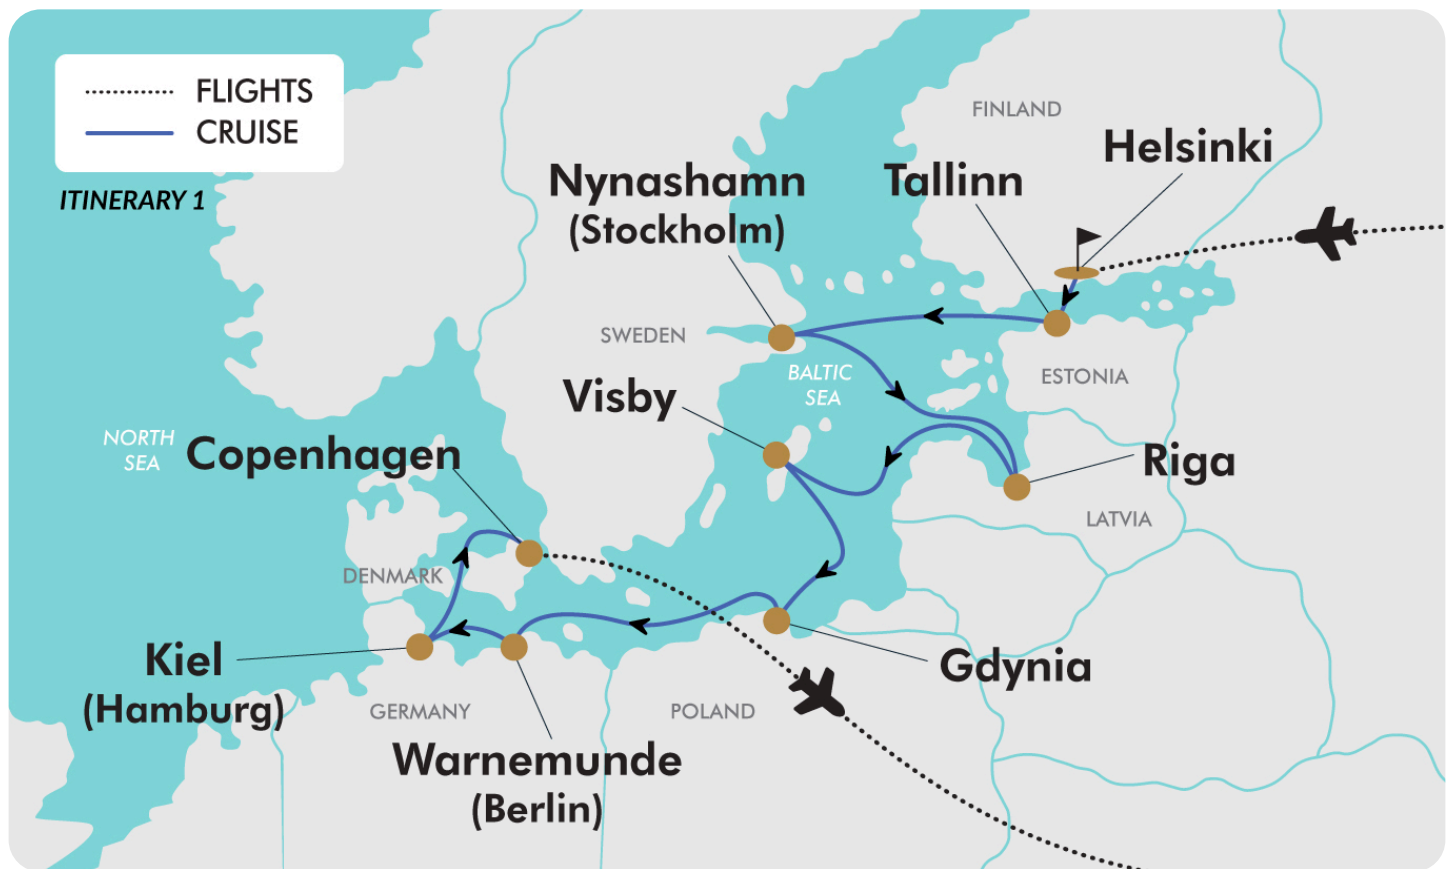 FLIGHTS
CRUISE
ITINERARY 1
FINLAND
Helsinki
Nynashamn
(Stockholm)
Tallinn
SWEDEN
BALTIC
SEA
ESTONIA
Visby
NORTH
SEA
Copenhagen
Riga
LATVIA
DENMARK
Kiel
(Hamburg)
Gdynia
GERMANY
POLAND
Warnemunde
(Berlin)